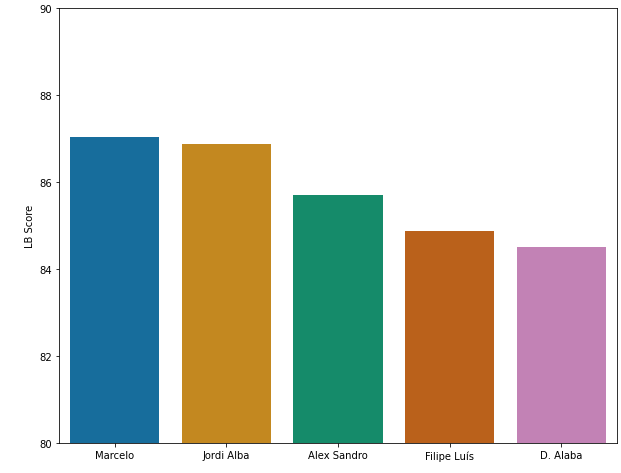 90
88
86
84
82
80
LB Score
Marcelo
Jordi Alba
Alex Sandro
Filipe Luís
D. Alaba